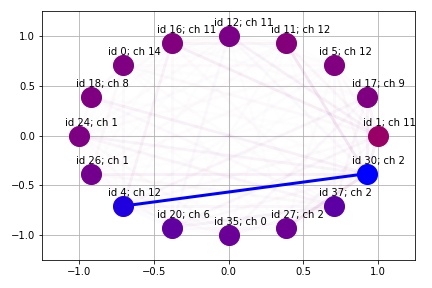 id 12; ch 11
id 16; ch 11
id 11; ch 12
id 0; ch 14
id 5; ch 12
id 18; ch 8
id 17; ch 9
id 24; ch 1
id 1; ch 11
id 26; ch 1
id 30; ch 2
id 4; ch 12
id 37; ch 2
id 20; ch 6
id 35; ch 0
id 27; ch 2
1.0
0.5
0.0
−0.5
−1.0
−1.0
−0.5
0.0
0.5
1.0